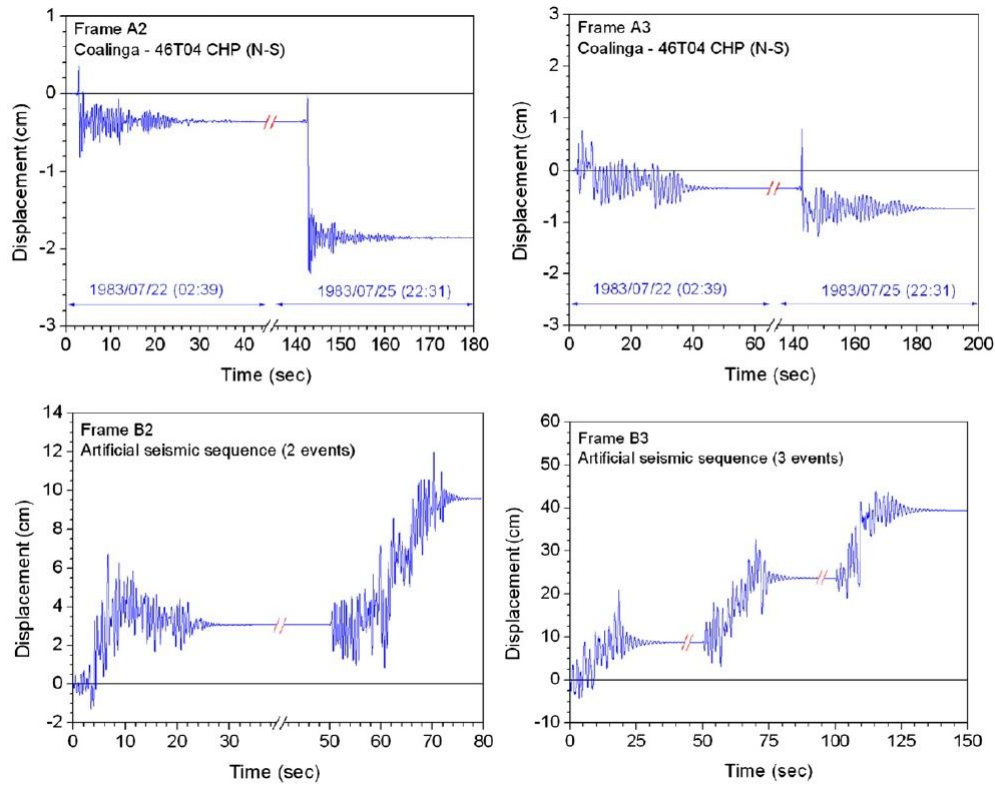 Frame A2
Coalinga - 46T04 CHP (N-S)
1
0
-1
-2
-3
Displacement (cm)
1983/07/22 (02:39)
1983/07/25 (22:31)
0 10 20 30 40 140 150 160 170 180
Time (sec)
Frame A3
Coalinga - 46T04 CHP (N-S)
3
2
1
0
-1
-2
-3
Displacement (cm)
1983/07/22 (02:39)
1983/07/25 (22:31)
0 20 40 60 140 160 180 200
Time (sec)
Frame B2
Artificial seismic sequence (2 events)
14
12
10
8
6
4
2
0
-2
Displacement (cm)
0 10 20 30 40 50 60 70 80
Time (sec)
Frame B3
Artificial seismic sequence (3 events)
60
50
40
30
20
10
0
-10
Displacement (cm)
0 25 50 75 100 125 150
Time (sec)